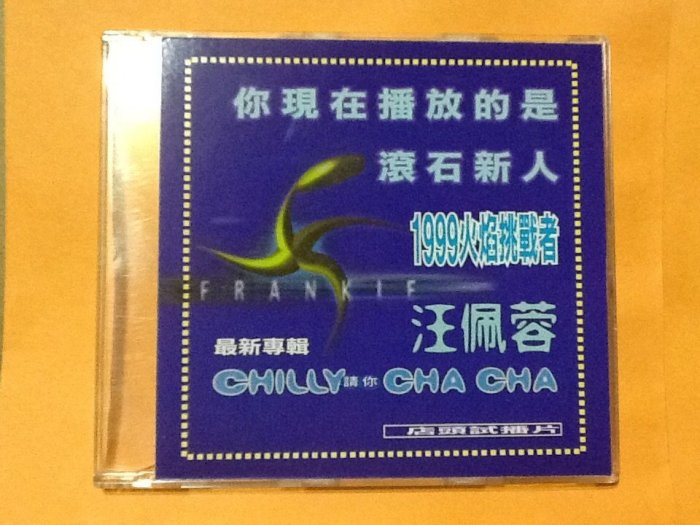 你現在播放的是
滾石新人
1999火焰挑戰者
FRANKIE
汪佩蓉
最新專輯
CHILLY請你CHA CHA
店頭試播片